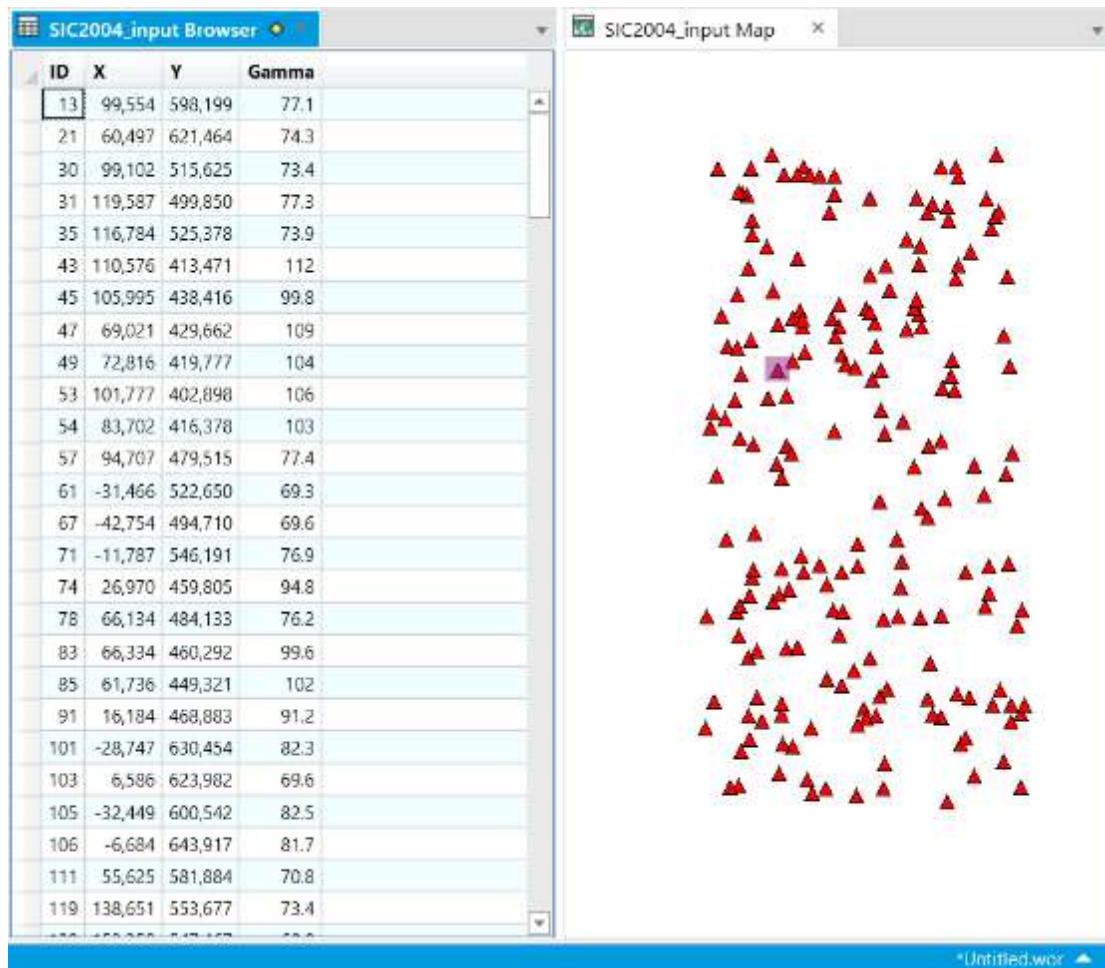 SIC2004_input Browser
SIC2004_input Map
ID X Y Gamma
13 99,554 598,199 77.1
21 60,497 621,464 74.3
30 99,102 515,625 73.4
31 119,587 499,850 77.3
35 116,784 525,378 73.9
43 110,576 413,471 112
45 105,995 438,416 99.8
47 69,021 429,662 109
49 72,816 419,777 104
53 101,777 402,898 106
54 83,702 416,378 103
57 94,707 479,515 77.4
61 -31,466 522,650 69.3
67 -42,754 494,710 69.6
71 -11,787 546,191 76.9
74 26,970 459,805 94.8
78 66,134 484,133 76.2
83 66,334 460,292 99.6
85 61,736 449,321 102
91 16,184 468,883 91.2
101 -28,747 630,454 82.3
103 6,586 623,982 69.6
105 -32,449 600,542 82.5
106 -6,684 643,917 81.7
111 55,625 581,884 70.8
119 138,651 553,677 73.4
*Untitled.wor